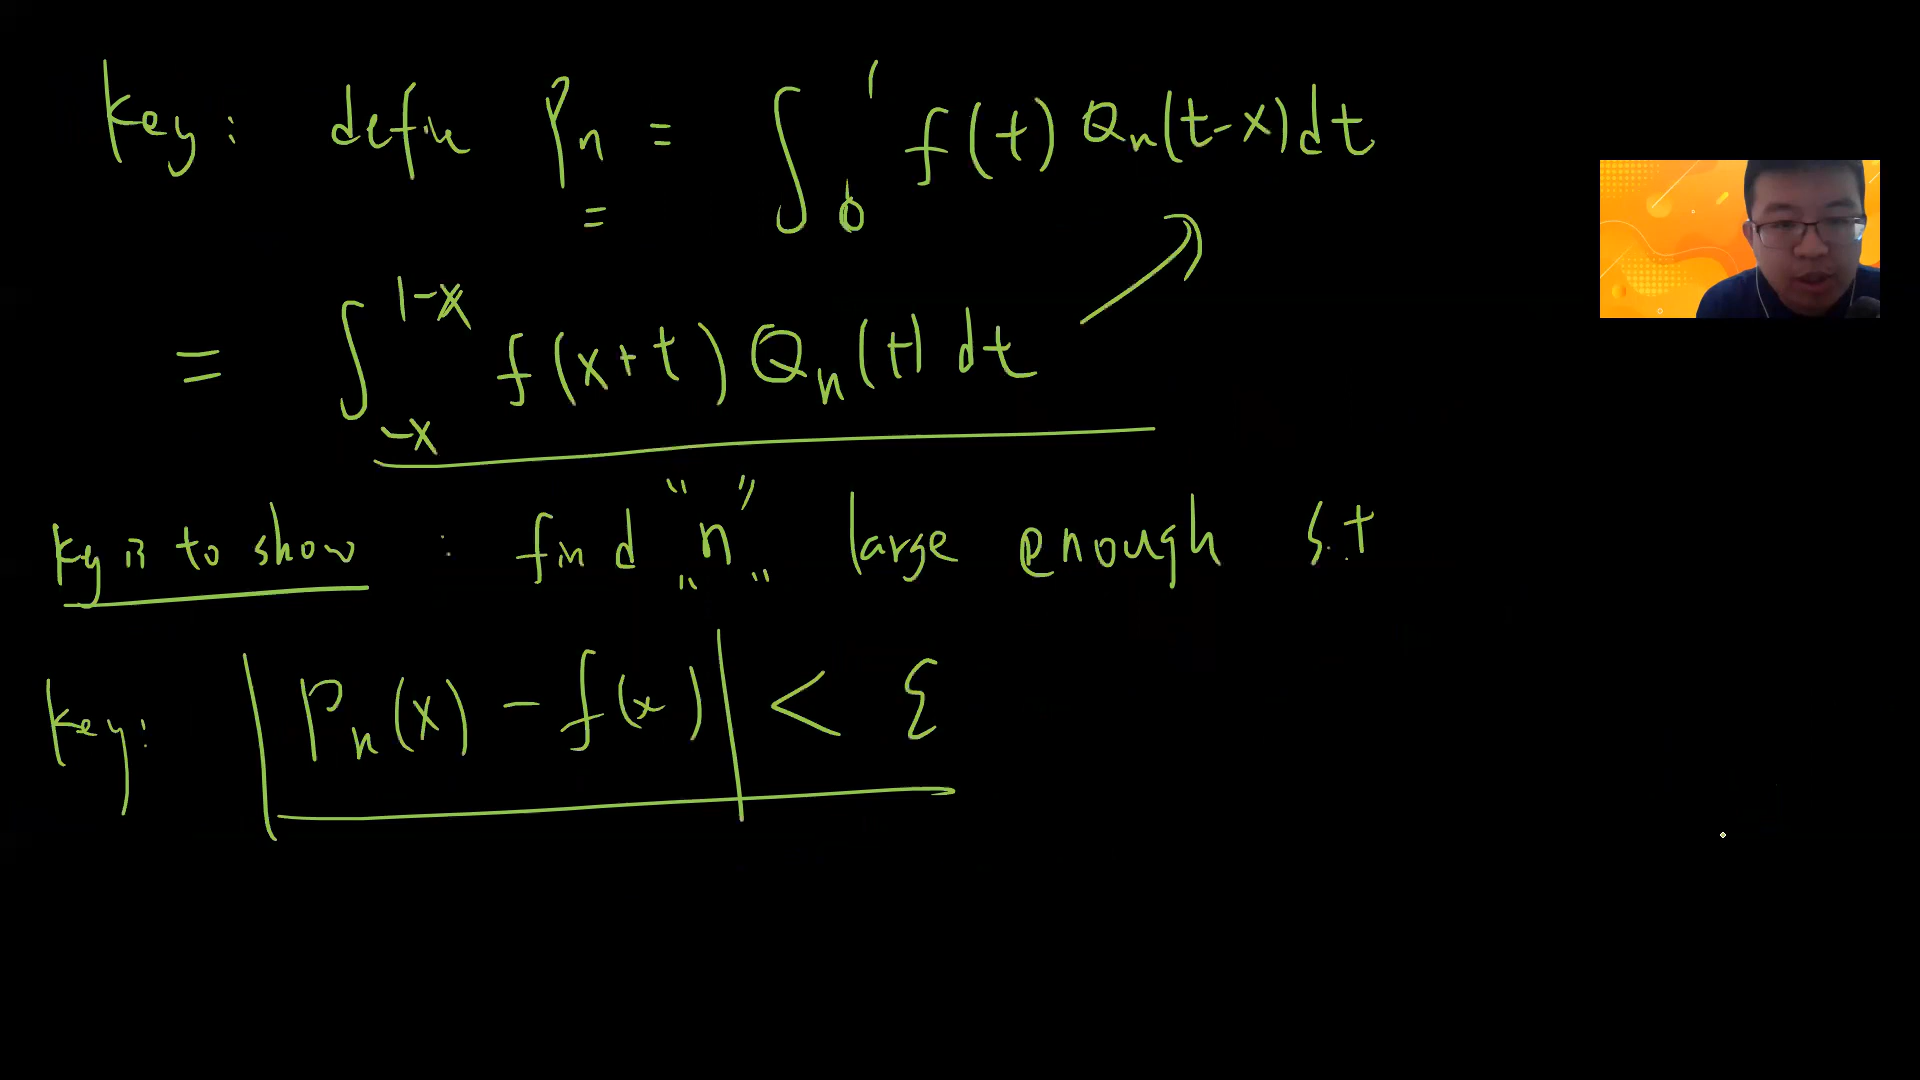 Key: define Pn = ∫₀¹ f(t) Qn(t-x)dt
= ∫₋ₓ¹⁻ˣ f(x+t) Qn(t) dt
key is to show : find "n" large enough s.t
key: |Pn(x) - f(x)| < ε